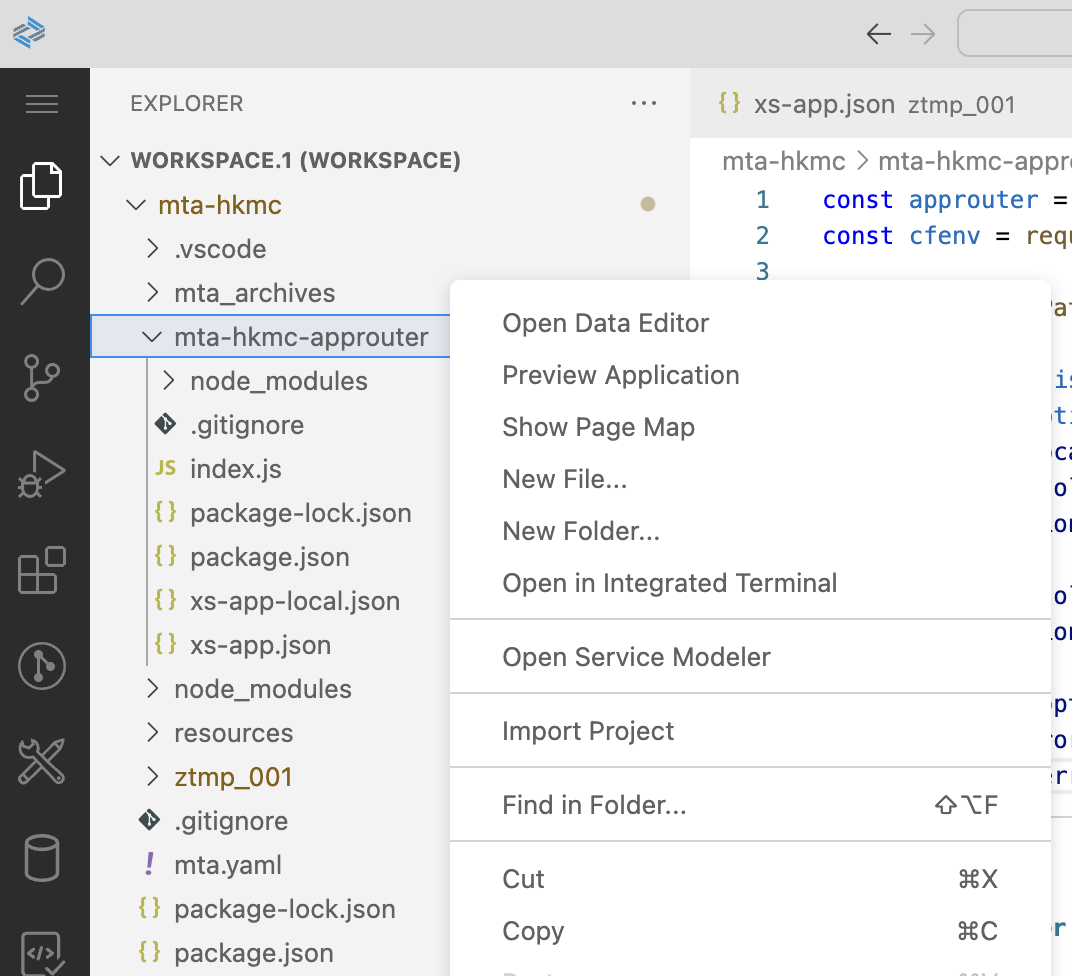 EXPLORER
WORKSPACE.1 (WORKSPACE)
mta-hkmc
.vscode
mta_archives
mta-hkmc-approuter
node_modules
.gitignore
JS index.js
{} package-lock.json
{} package.json
{} xs-app-local.json
{} xs-app.json
node_modules
resources
ztmp_001
.gitignore
! mta.yaml
{} package-lock.json
{} package.json
{} xs-app.json ztmp_001
mta-hkmc > mta-hkmc-appro
1 const approuter =
2 const cfenv = requ
3
Open Data Editor
Preview Application
Show Page Map
New File...
New Folder...
Open in Integrated Terminal
Open Service Modeler
Import Project
Find in Folder... ⇧⌥F
Cut ⌘X
Copy ⌘C